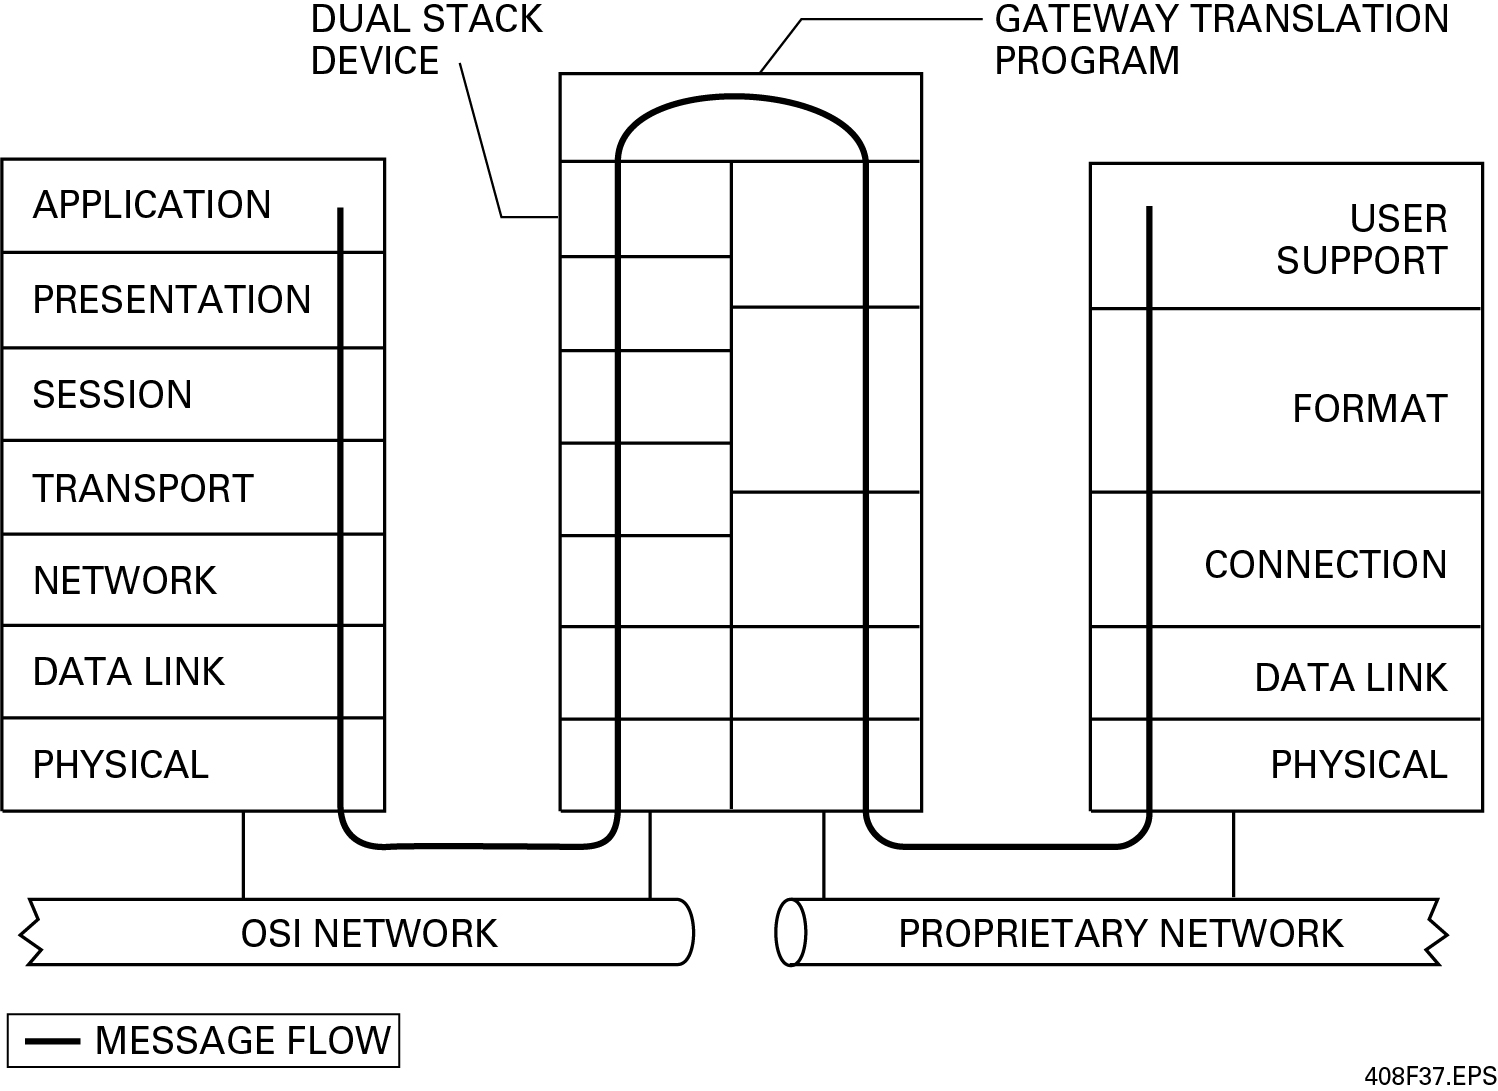 DUAL STACK
DEVICE
GATEWAY TRANSLATION
PROGRAM
APPLICATION
PRESENTATION
SESSION
TRANSPORT
NETWORK
DATA LINK
PHYSICAL
USER
SUPPORT
FORMAT
CONNECTION
DATA LINK
PHYSICAL
OSI NETWORK
PROPRIETARY NETWORK
MESSAGE FLOW
408F37.EPS